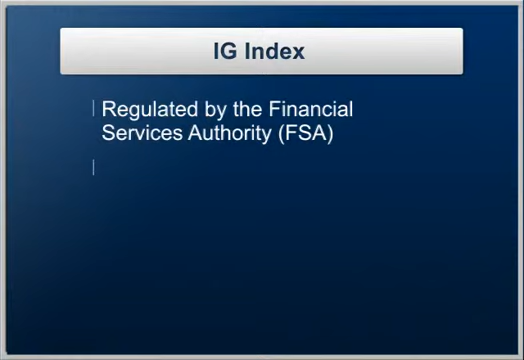 IG Index
Regulated by the Financial
Services Authority (FSA)